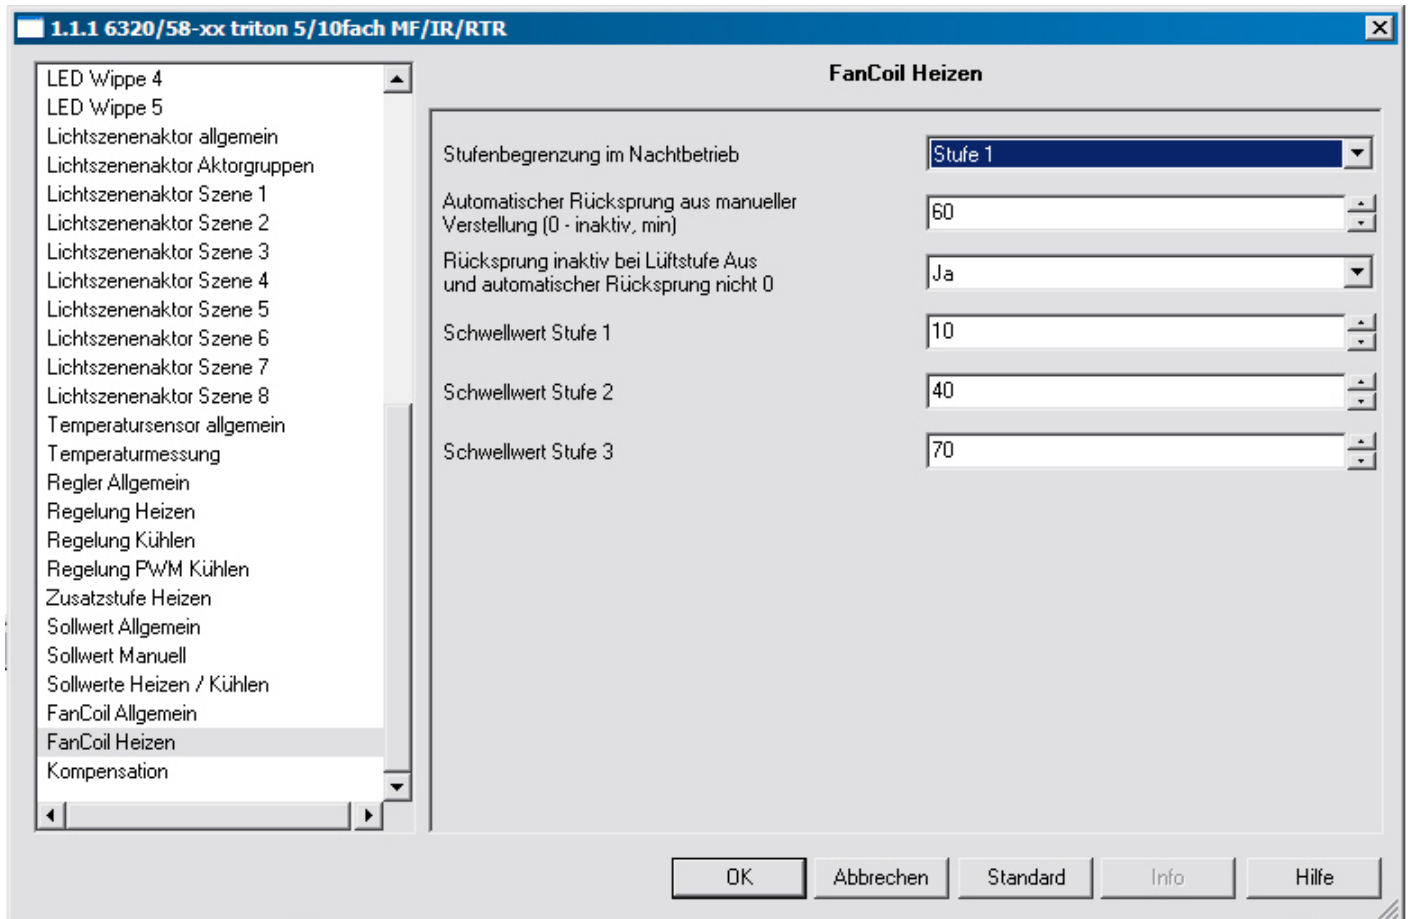 1.1.1 6320/58-xx triton 5/10fach MF/IR/RTR
LED Wippe 4
LED Wippe 5
Lichtszenenaktor allgemein
Lichtszenenaktor Aktorgruppen
Lichtszenenaktor Szene 1
Lichtszenenaktor Szene 2
Lichtszenenaktor Szene 3
Lichtszenenaktor Szene 4
Lichtszenenaktor Szene 5
Lichtszenenaktor Szene 6
Lichtszenenaktor Szene 7
Lichtszenenaktor Szene 8
Temperatursensor allgemein
Temperaturmessung
Regler Allgemein
Regelung Heizen
Regelung Kühlen
Regelung PWM Kühlen
Zusatzstufe Heizen
Sollwert Allgemein
Sollwert Manuell
Sollwerte Heizen / Kühlen
FanCoil Allgemein
FanCoil Heizen
Kompensation
FanCoil Heizen
Stufenbegrenzung im Nachtbetrieb
Stufe 1
Automatischer Rücksprung aus manueller
Verstellung (0 - inaktiv, min)
60
Rücksprung inaktiv bei Lüftstufe Aus
und automatischer Rücksprung nicht 0
Ja
Schwellwert Stufe 1
10
Schwellwert Stufe 2
40
Schwellwert Stufe 3
70
OK
Abbrechen
Standard
Info
Hilfe